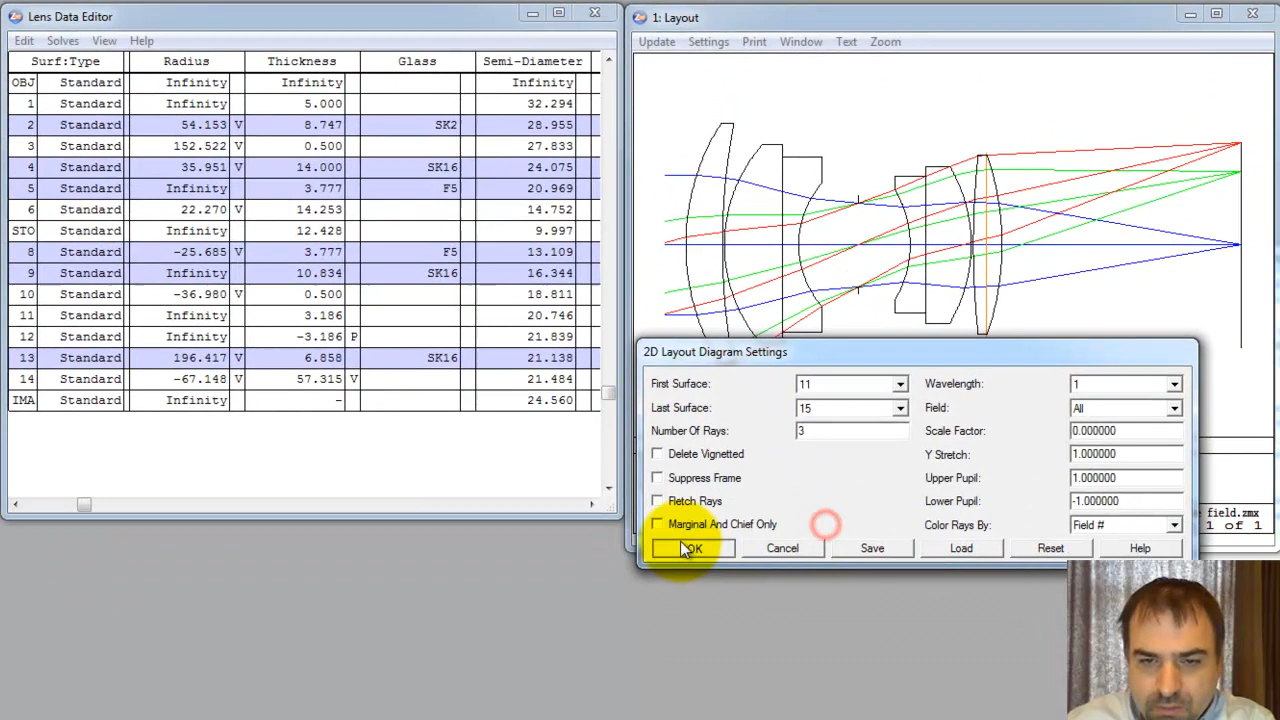 Lens Data Editor
Edit Solves View Help
Surf:Type Radius Thickness Glass Semi-Diameter
OBJ Standard Infinity Infinity Infinity
1 Standard Infinity 5.000 32.294
2 Standard 54.153 V 8.747 SK2 28.955
3 Standard 152.522 V 0.500 27.833
4 Standard 35.951 V 14.000 SK16 24.075
5 Standard Infinity 3.777 F5 20.969
6 Standard 22.270 V 14.253 14.752
STO Standard Infinity 12.428 9.997
8 Standard -25.685 V 3.777 F5 13.109
9 Standard Infinity 10.834 SK16 16.344
10 Standard -36.980 V 0.500 18.811
11 Standard Infinity 3.186 20.746
12 Standard Infinity -3.186 P 21.839
13 Standard 196.417 V 6.858 SK16 21.138
14 Standard -67.148 V 57.315 V 21.484
IMA Standard Infinity - 24.560
1: Layout
Update Settings Print Window Text Zoom
2D Layout Diagram Settings
First Surface: 11 Wavelength: 1
Last Surface: 15 Field: All
Number Of Rays: 3 Scale Factor: 0.000000
Delete Vignetted Y Stretch: 1.000000
Suppress Frame Upper Pupil: 1.000000
Fletch Rays Lower Pupil: -1.000000
Marginal And Chief Only Color Rays By: Field #
OK Cancel Save Load Reset Help
field.zmx
1 of 1